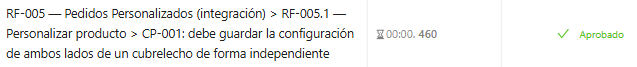 RF-005 — Pedidos Personalizados (integración) > RF-005.1 —
Personalizar producto > CP-001: debe guardar la configuración
de ambos lados de un cubrelecho de forma independiente
00:00. 460
Aprobado